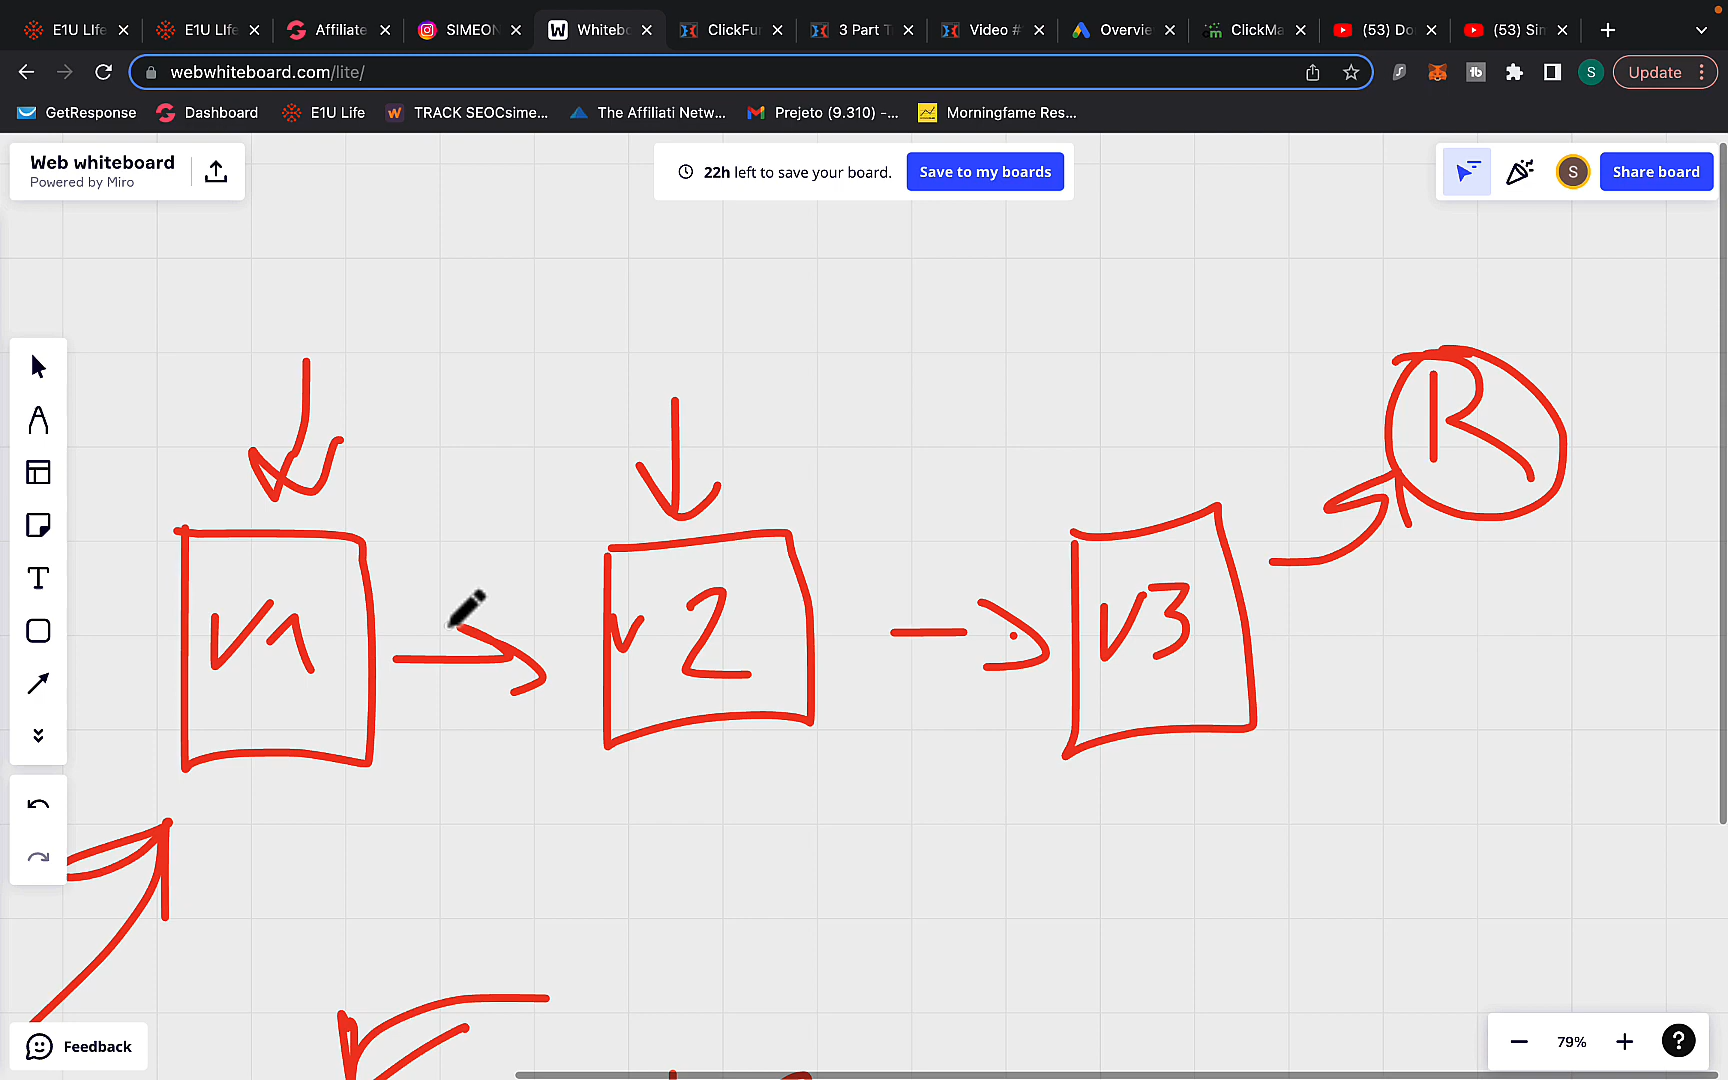 E1U LIfe
E1U LIfe
Affiliate
SIMEON
Whitebo
ClickFu
3 Part T
Video #
Overvie
ClickMa
(53) Do
(53) Sim
webwhiteboard.com/lite/
S
Update
GetResponse
Dashboard
E1U Life
TRACK SEOCsime...
The Affiliati Netw...
Prejeto (9.310) -...
Morningfame Res...
Web whiteboard
Powered by Miro
22h left to save your board.
Save to my boards
S
Share board
R
V1
V2
V3
Feedback
79%